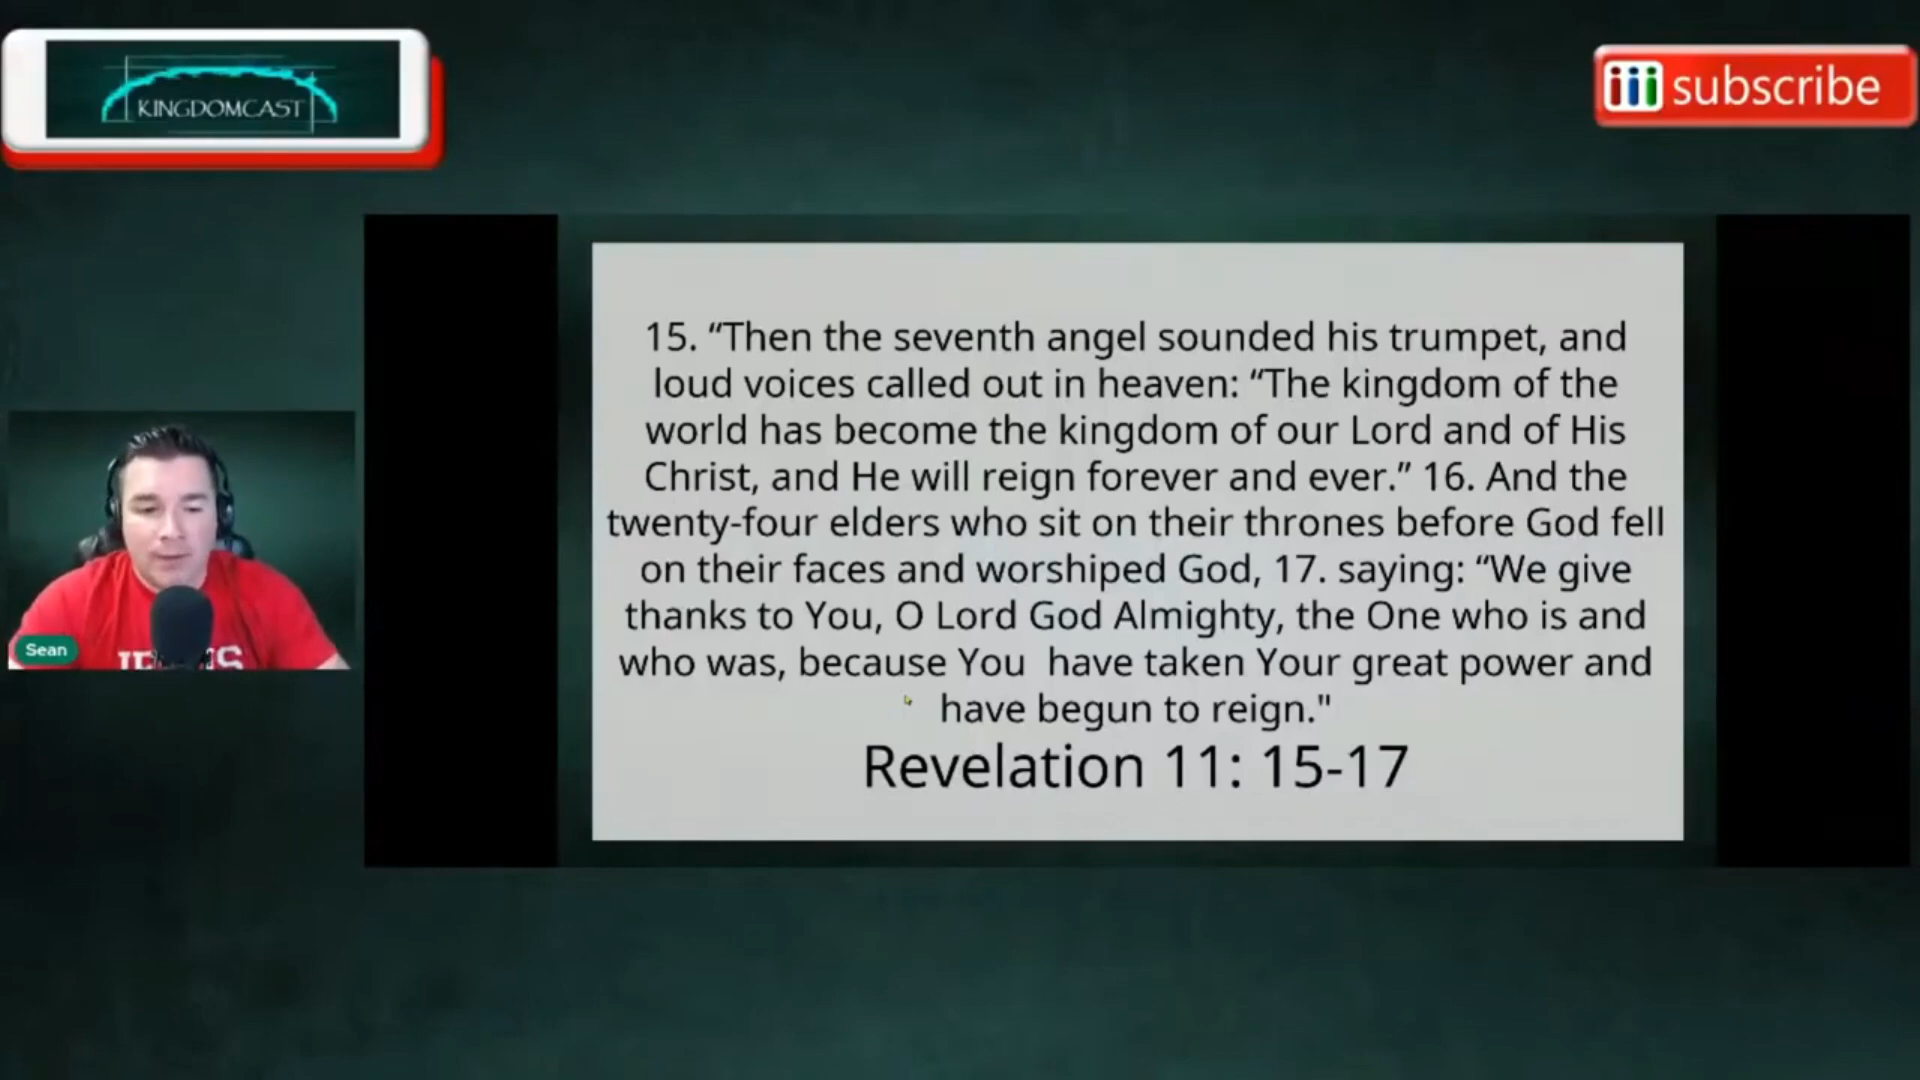 KINGDOMCAST
subscribe
15. “Then the seventh angel sounded his trumpet, and
loud voices called out in heaven: “The kingdom of the
world has become the kingdom of our Lord and of His
Christ, and He will reign forever and ever.” 16. And the
twenty-four elders who sit on their thrones before God fell
on their faces and worshiped God, 17. saying: “We give
thanks to You, O Lord God Almighty, the One who is and
who was, because You  have taken Your great power and
have begun to reign."
Revelation 11: 15-17
Sean